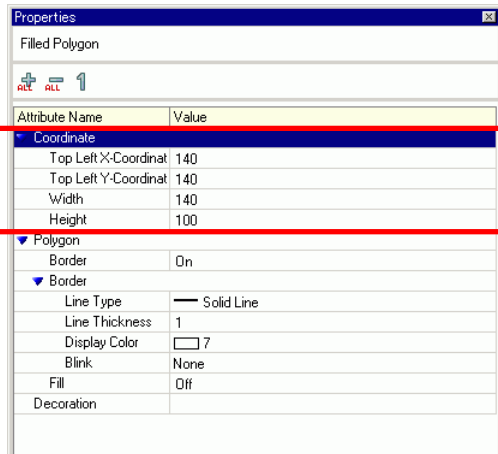 Properties
Filled Polygon
ALL ALL 1
Attribute Name Value
Coordinate
Top Left X-Coordinat 140
Top Left Y-Coordinat 140
Width 140
Height 100
Polygon
Border On
Border
Line Type Solid Line
Line Thickness 1
Display Color 7
Blink None
Fill Off
Decoration